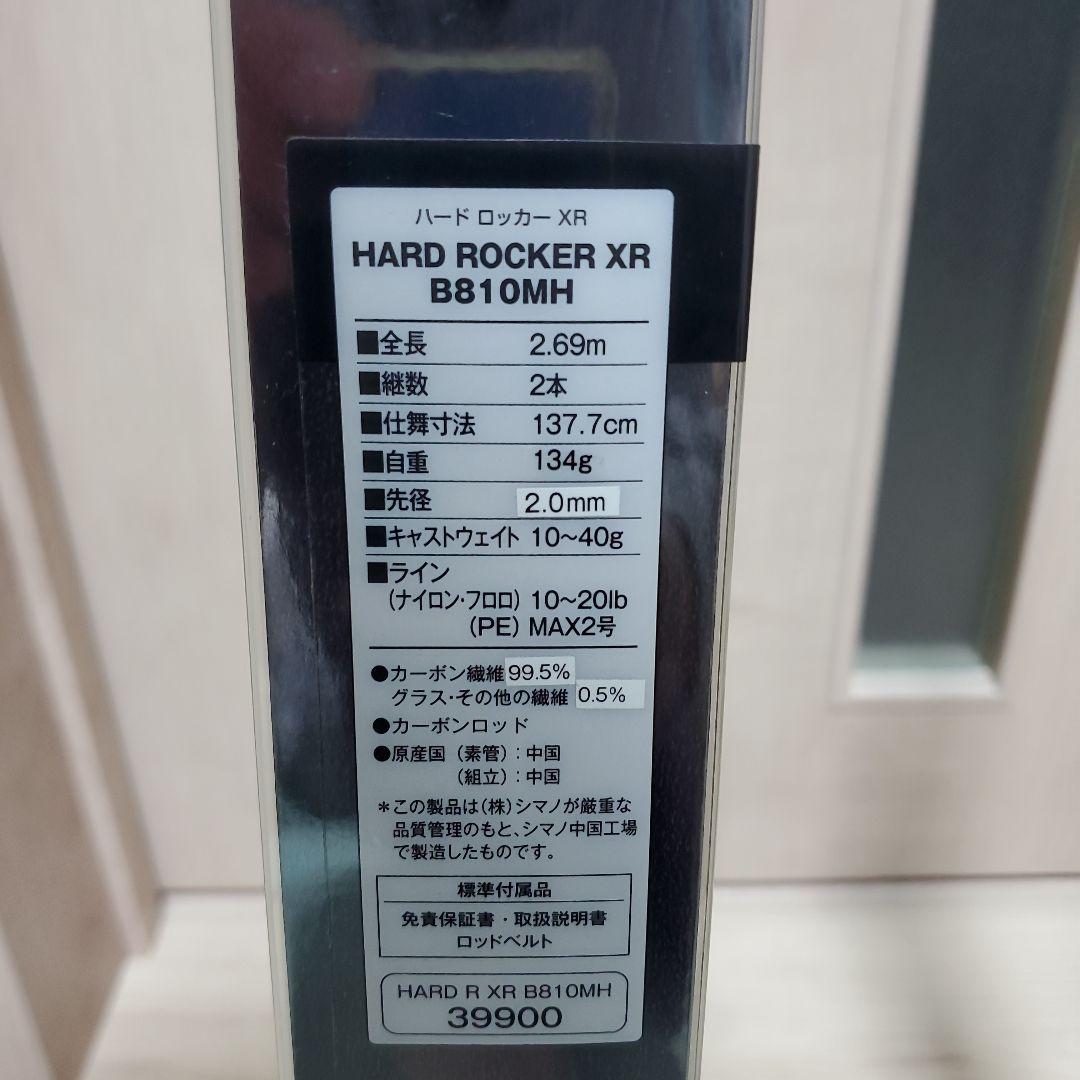 ハード ロッカー XR
HARD ROCKER XR
B810MH
■全長 2.69m
■継数 2本
■仕舞寸法 137.7cm
■自重 134g
■先径 2.0mm
■キャストウェイト 10~40g
■ライン
(ナイロン・フロロ) 10~20lb
(PE) MAX2号
●カーボン繊維 99.5%
グラス・その他の繊維 0.5%
●カーボンロッド
●原産国(素管):中国
(組立):中国
*この製品は(株)シマノが厳重な
品質管理のもと、シマノ中国工場
で製造したものです。
標準付属品
免責保証書・取扱説明書
ロッドベルト
HARD R XR B810MH
39900